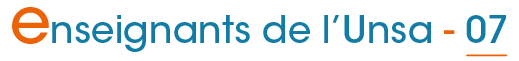 enseignants de l'Unsa - 07